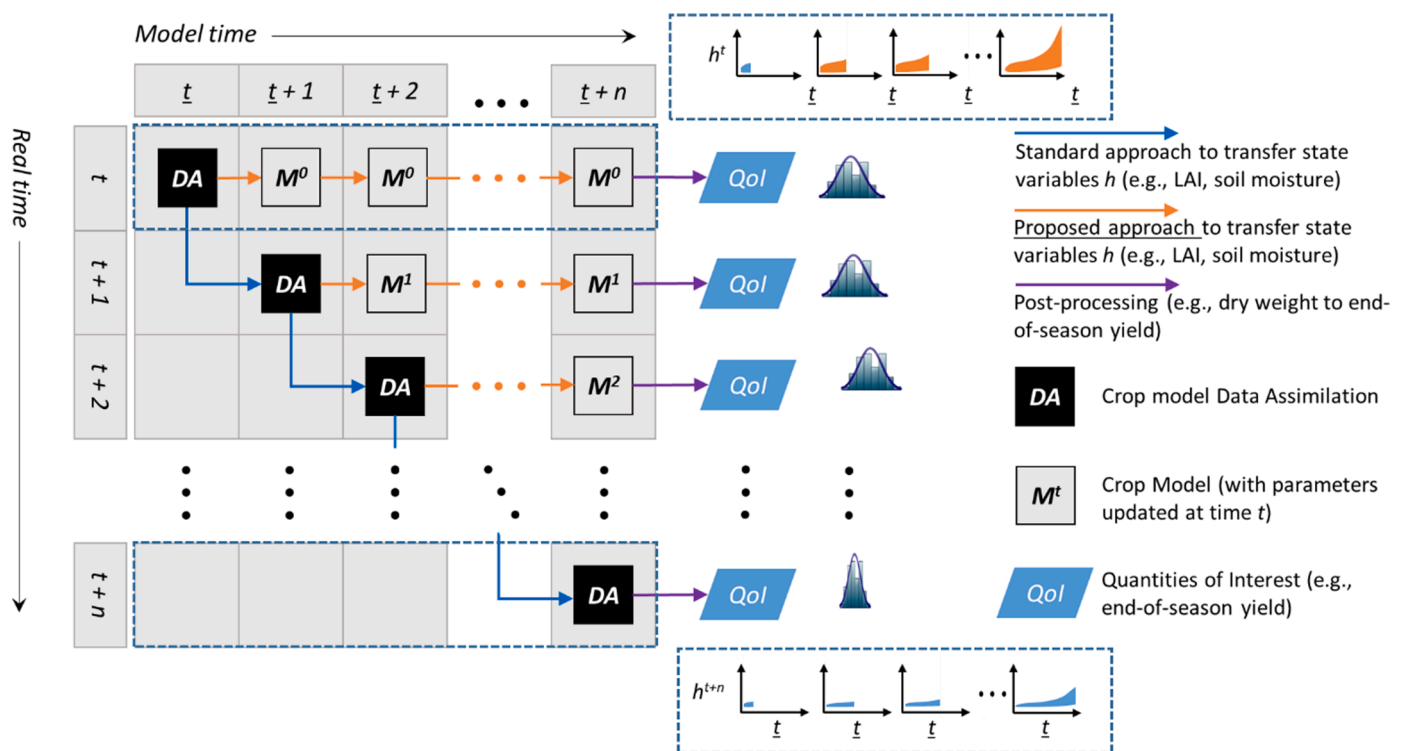 Model time
h^t
t
t
t
t
t
t + 1
t + 2
t + n
Real time
t
DA
M^0
M^0
M^0
QoI
Standard approach to transfer state
variables h (e.g., LAI, soil moisture)
Proposed approach to transfer state
variables h (e.g., LAI, soil moisture)
t + 1
DA
M^1
M^1
QoI
Post-processing (e.g., dry weight to end-
of-season yield)
t + 2
DA
M^2
QoI
DA
Crop model Data Assimilation
M^t
Crop Model (with parameters
updated at time t)
t + n
DA
QoI
QoI
Quantities of Interest (e.g.,
end-of-season yield)
h^t+n
t
t
t
t